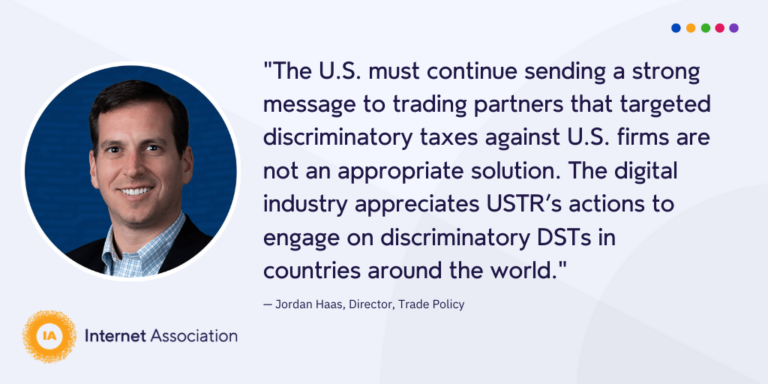 "The U.S. must continue sending a strong
message to trading partners that targeted
discriminatory taxes against U.S. firms are
not an appropriate solution. The digital
industry appreciates USTR's actions to
engage on discriminatory DSTs in
countries around the world."
— Jordan Haas, Director, Trade Policy
IA
Internet Association